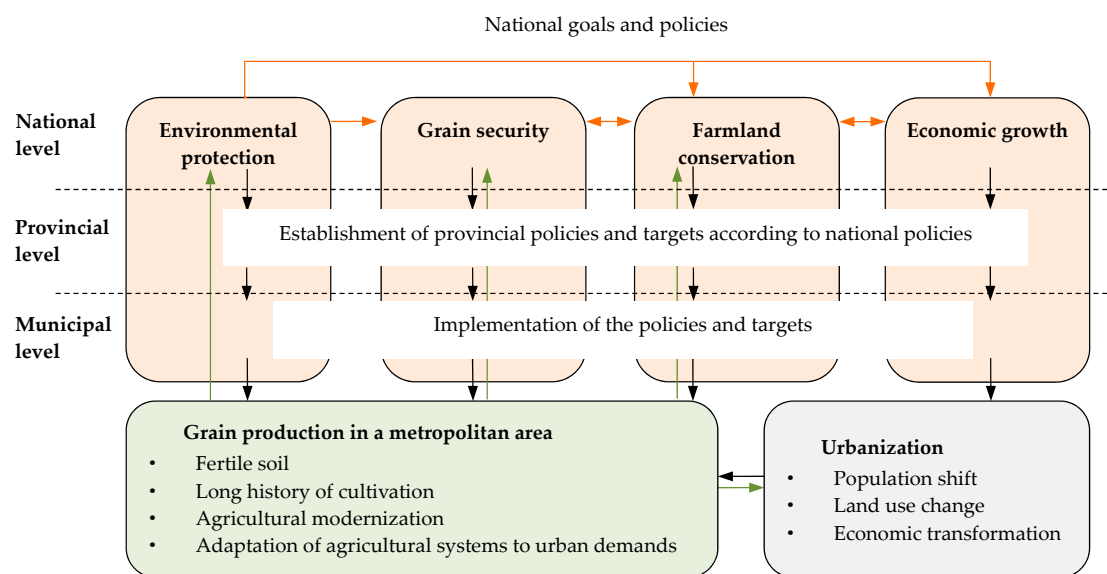 National goals and policies
National
level
Environmental
protection
Grain security
Farmland
conservation
Economic growth
Provincial
level
Establishment of provincial policies and targets according to national policies
Municipal
level
Implementation of the policies and targets
Grain production in a metropolitan area
• Fertile soil
• Long history of cultivation
• Agricultural modernization
• Adaptation of agricultural systems to urban demands
Urbanization
• Population shift
• Land use change
• Economic transformation